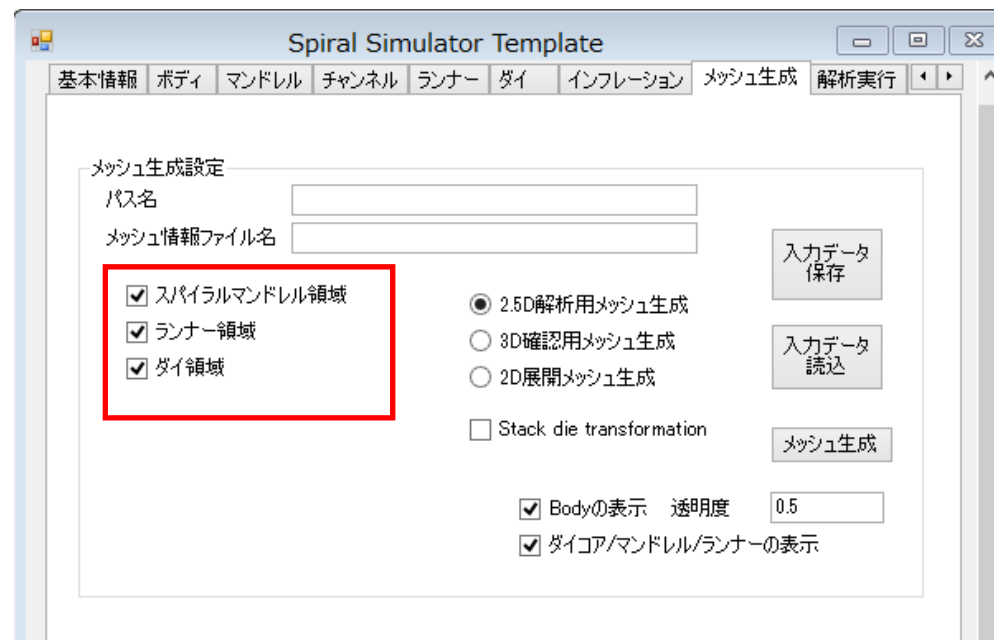 Spiral Simulator Template
基本情報 ボディ マンドレル チャンネル ランナー ダイ インフレーション メッシュ生成 解析実行
メッシュ生成設定
パス名
メッシュ情報ファイル名
入力データ
保存
スパイラルマンドレル領域
2.5D解析用メッシュ生成
ランナー領域
3D確認用メッシュ生成
入力データ
読込
ダイ領域
2D展開メッシュ生成
Stack die transformation
メッシュ生成
Bodyの表示 透明度 0.5
ダイコア/マンドレル/ランナーの表示